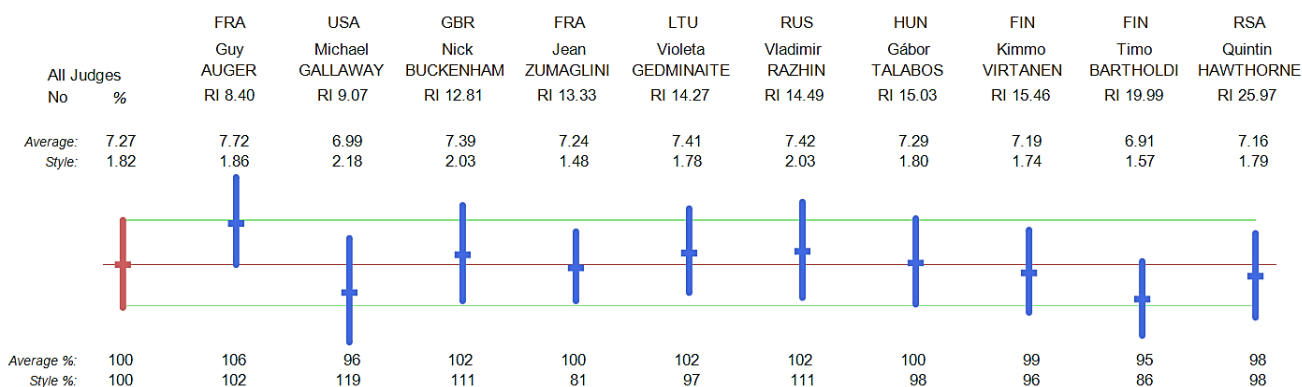 FRA USA GBR FRA LTU RUS HUN FIN FIN RSA
Guy Michael Nick Jean Violeta Vladimir Gábor Kimmo Timo Quintin
All Judges AUGER GALLAWAY BUCKENHAM ZUMAGLINI GEDMINAITE RAZHIN TALABOS VIRTANEN BARTHOLDI HAWTHORNE
No % RI 8.40 RI 9.07 RI 12.81 RI 13.33 RI 14.27 RI 14.49 RI 15.03 RI 15.46 RI 19.99 RI 25.97
Average: 7.27 7.72 6.99 7.39 7.24 7.41 7.42 7.29 7.19 6.91 7.16
Style: 1.82 1.86 2.18 2.03 1.48 1.78 2.03 1.80 1.74 1.57 1.79
Average %: 100 106 96 102 100 102 102 100 99 95 98
Style %: 100 102 119 111 81 97 111 98 96 86 98